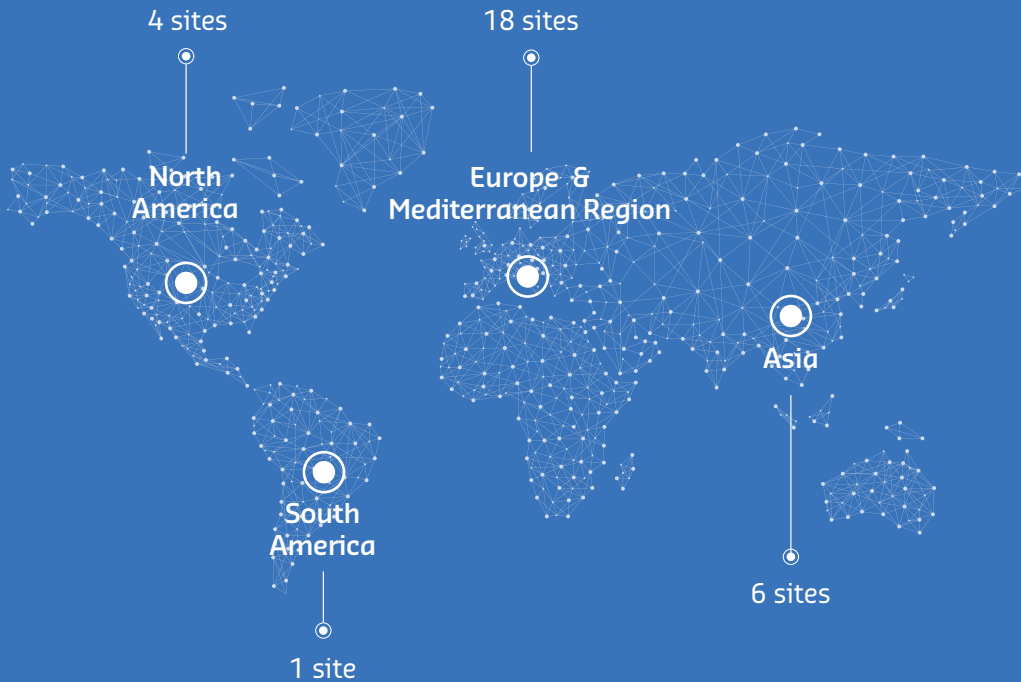 4 sites
18 sites
North
America
Europe &
Mediterranean Region
Asia
South
America
6 sites
1 site